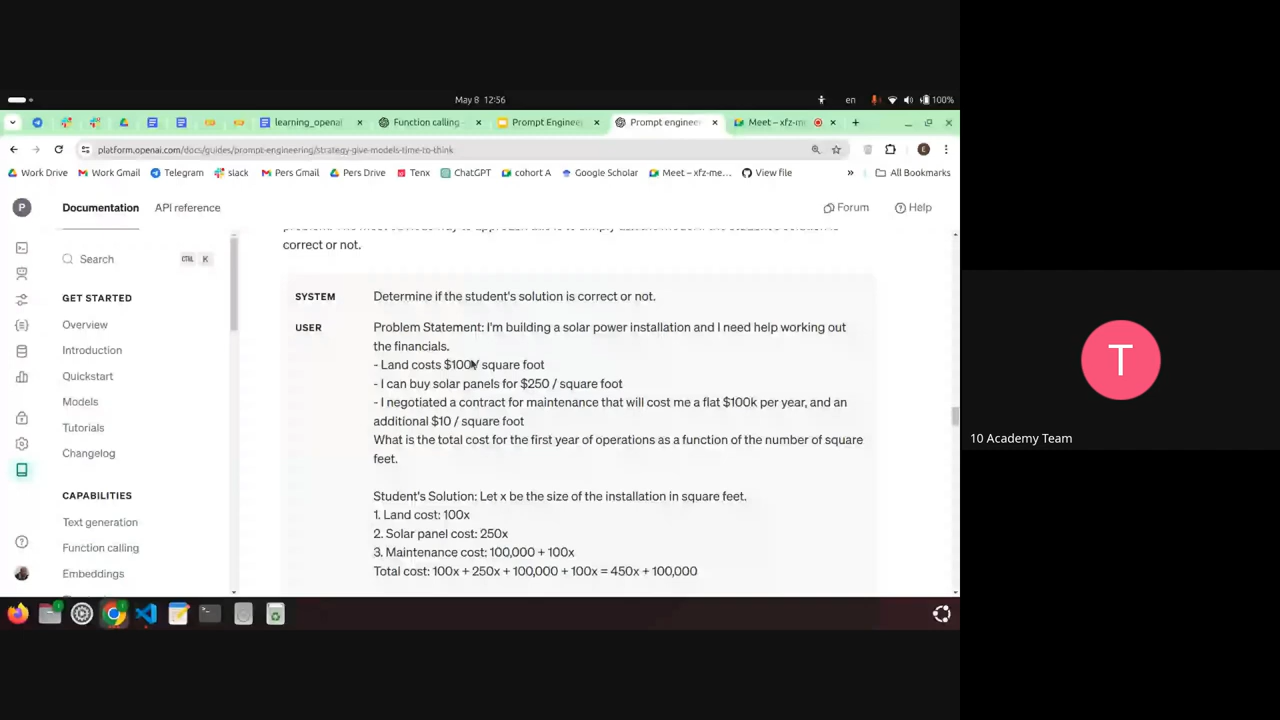 May 8 12:56
en
100%
learning_openai
Function calling
Prompt Enginee
Prompt engineer
Meet – xfz-m
platform.openai.com/docs/guides/prompt-engineering/strategy-give-models-time-to-think
Work Drive
Work Gmail
Telegram
slack
Pers Gmail
Pers Drive
Tenx
ChatGPT
cohort A
Google Scholar
Meet – xfz-me...
View file
All Bookmarks
P
Documentation
API reference
Forum
Help
Search
CTRL
K
GET STARTED
Overview
Introduction
Quickstart
Models
Tutorials
Changelog
CAPABILITIES
Text generation
Function calling
Embeddings
correct or not.
SYSTEM
Determine if the student's solution is correct or not.
USER
Problem Statement: I'm building a solar power installation and I need help working out
the financials.
- Land costs $100 / square foot
- I can buy solar panels for $250 / square foot
- I negotiated a contract for maintenance that will cost me a flat $100k per year, and an
additional $10 / square foot
What is the total cost for the first year of operations as a function of the number of square
feet.
Student's Solution: Let x be the size of the installation in square feet.
1. Land cost: 100x
2. Solar panel cost: 250x
3. Maintenance cost: 100,000 + 100x
Total cost: 100x + 250x + 100,000 + 100x = 450x + 100,000
T
10 Academy Team